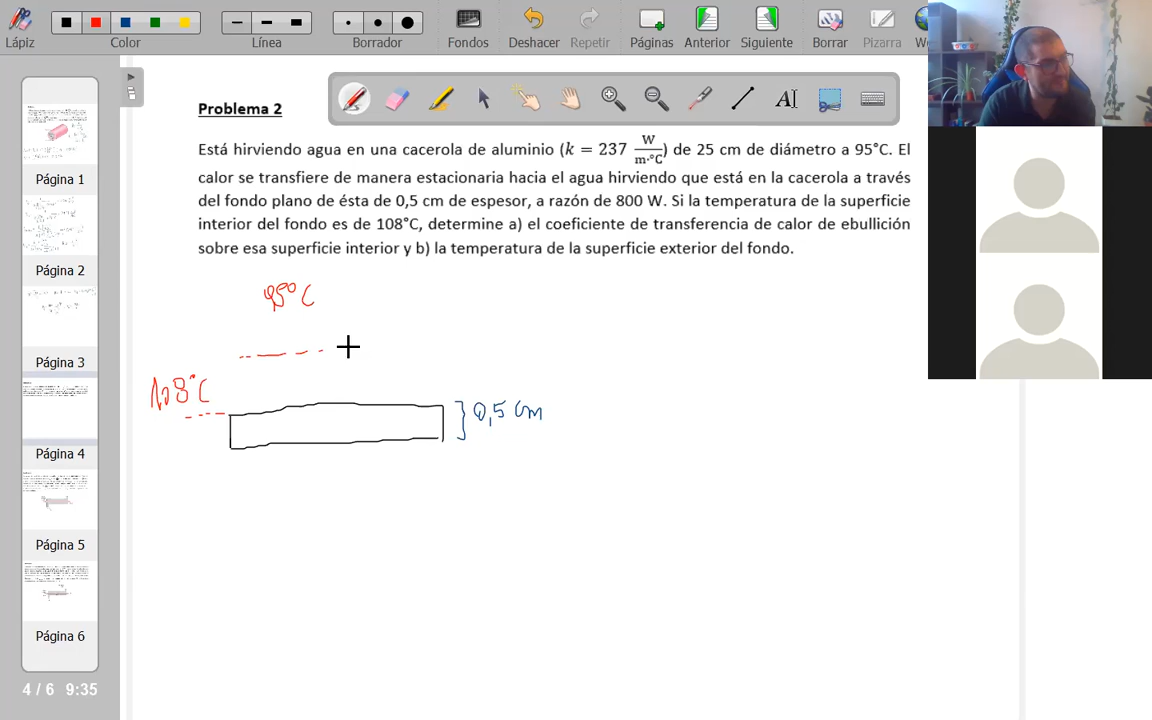 Lápiz
Color
Línea
Borrador
Fondos
Deshacer
Repetir
Páginas
Anterior
Siguiente
Borrar
Pizarra
Página 1
Página 2
Página 3
Página 4
Página 5
Página 6
4 / 6 9:35
Problema 2
Está hirviendo agua en una cacerola de aluminio (k = 237 W/m·°C) de 25 cm de diámetro a 95°C. El
calor se transfiere de manera estacionaria hacia el agua hirviendo que está en la cacerola a través
del fondo plano de ésta de 0,5 cm de espesor, a razón de 800 W. Si la temperatura de la superficie
interior del fondo es de 108°C, determine a) el coeficiente de transferencia de calor de ebullición
sobre esa superficie interior y b) la temperatura de la superficie exterior del fondo.
95°C
108°C
0,5 cm